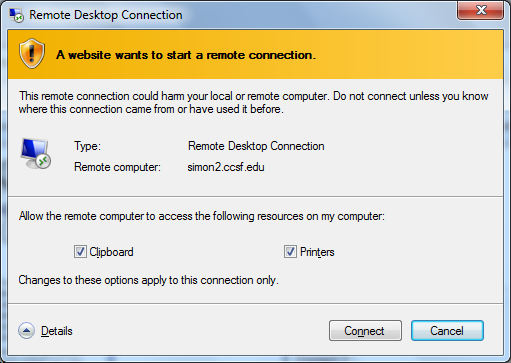 Remote Desktop Connection
A website wants to start a remote connection.
This remote connection could harm your local or remote computer. Do not connect unless you know
where this connection came from or have used it before.
Type: Remote Desktop Connection
Remote computer: simon2.ccsf.edu
Allow the remote computer to access the following resources on my computer:
Clipboard Printers
Changes to these options apply to this connection only.
Details Connect Cancel